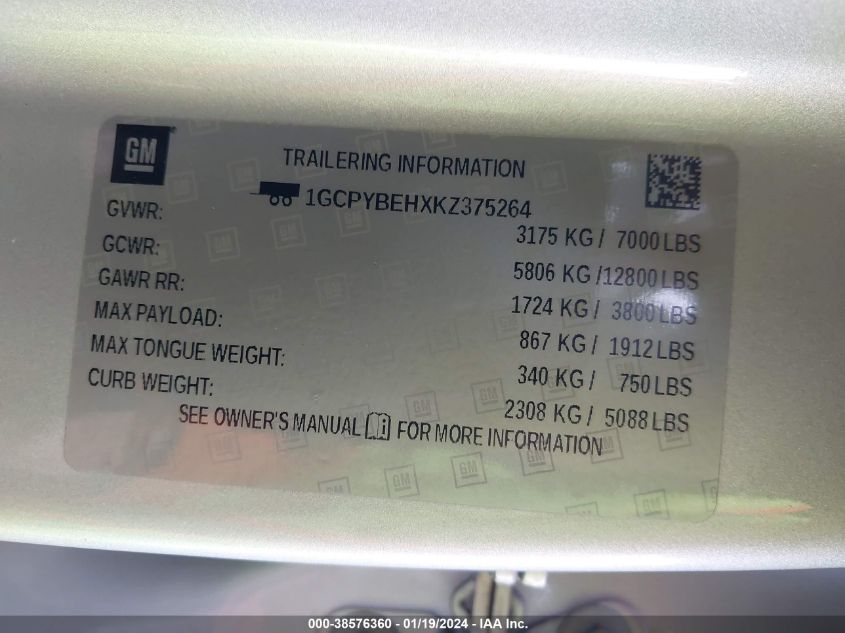 GM
TRAILERING INFORMATION
1GCPYBEHXKZ375264
GVWR: 3175 KG / 7000 LBS
GCWR: 5806 KG /12800 LBS
GAWR RR: 1724 KG / 3800 LBS
MAX PAYLOAD: 867 KG / 1912 LBS
MAX TONGUE WEIGHT: 340 KG / 750 LBS
CURB WEIGHT: 2308 KG / 5088 LBS
SEE OWNER'S MANUAL FOR MORE INFORMATION
000-38576360 - 01/19/2024 - IAA Inc.